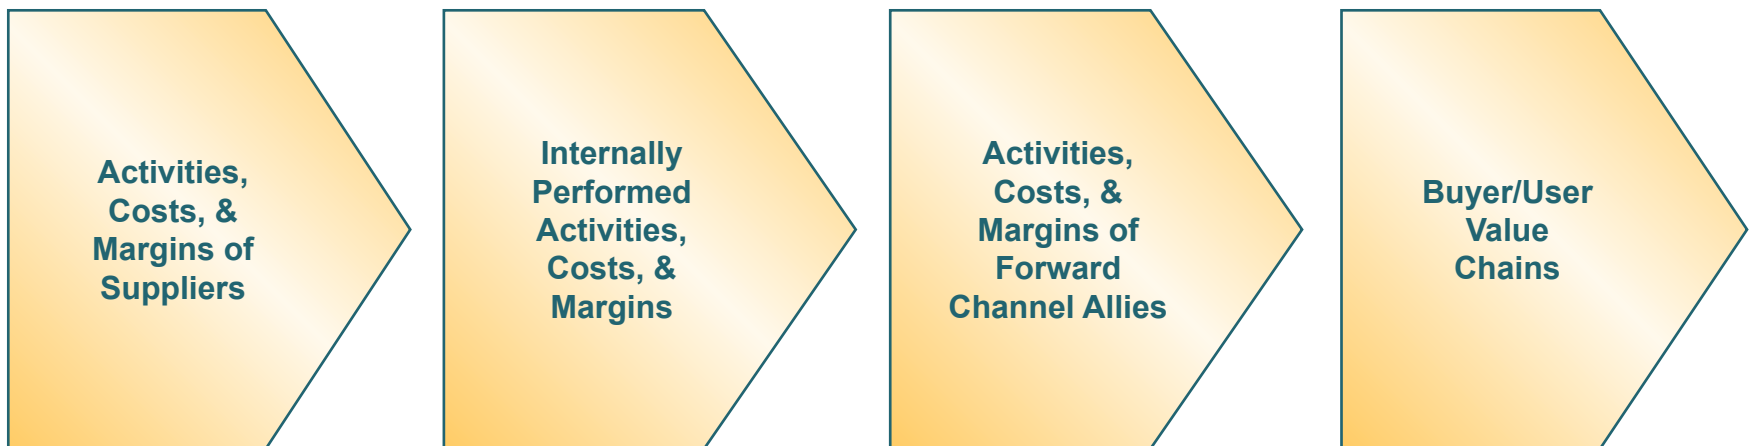 Activities,
Costs, &
Margins of
Suppliers
Internally
Performed
Activities,
Costs, &
Margins
Activities,
Costs, &
Margins of
Forward
Channel Allies
Buyer/User
Value
Chains